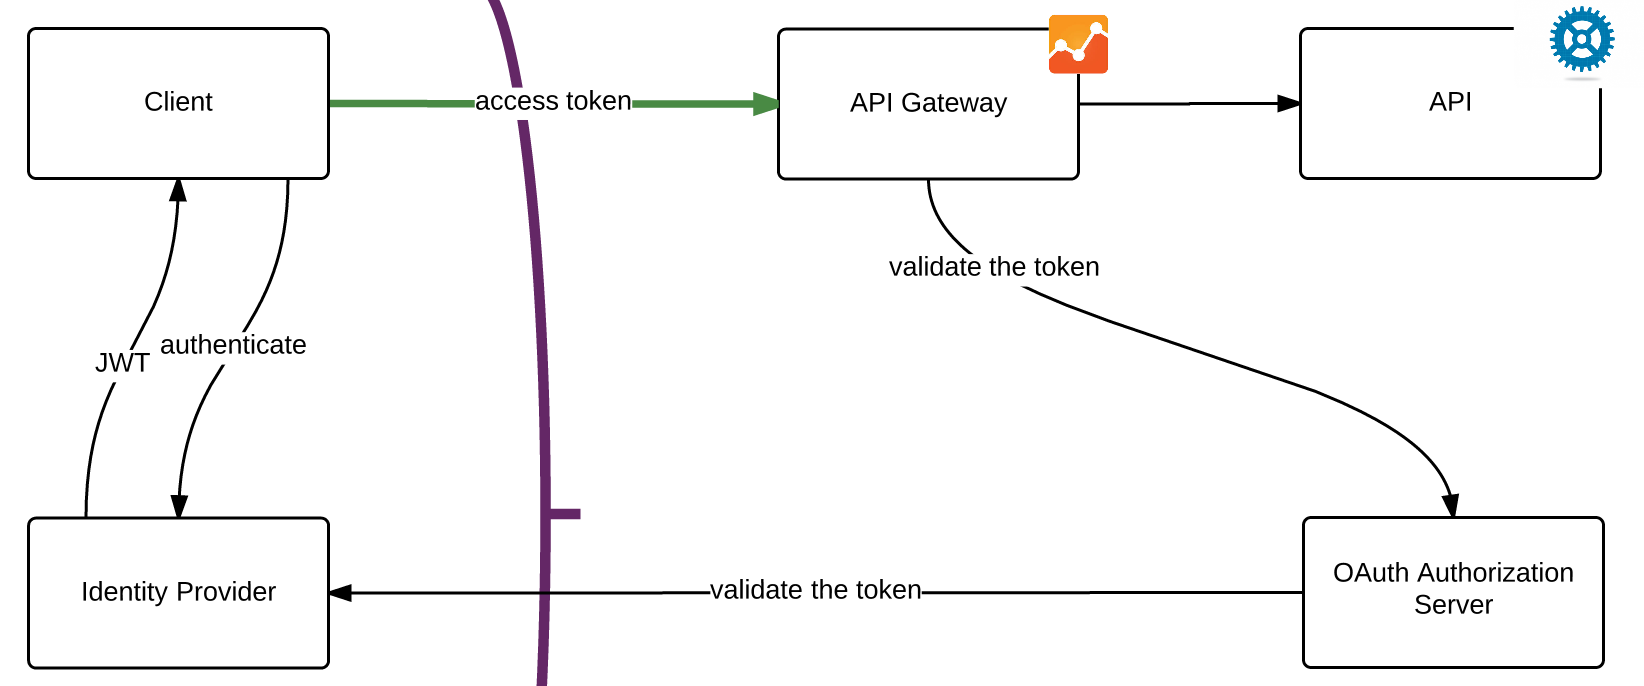 Client
access token
API Gateway
API
validate the token
JWT
authenticate
Identity Provider
validate the token
OAuth Authorization
Server